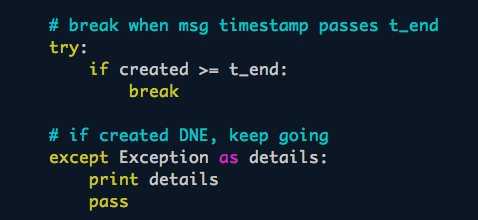 # break when msg timestamp passes t_end
try:
    if created >= t_end:
        break

# if created DNE, keep going
except Exception as details:
    print details
    pass